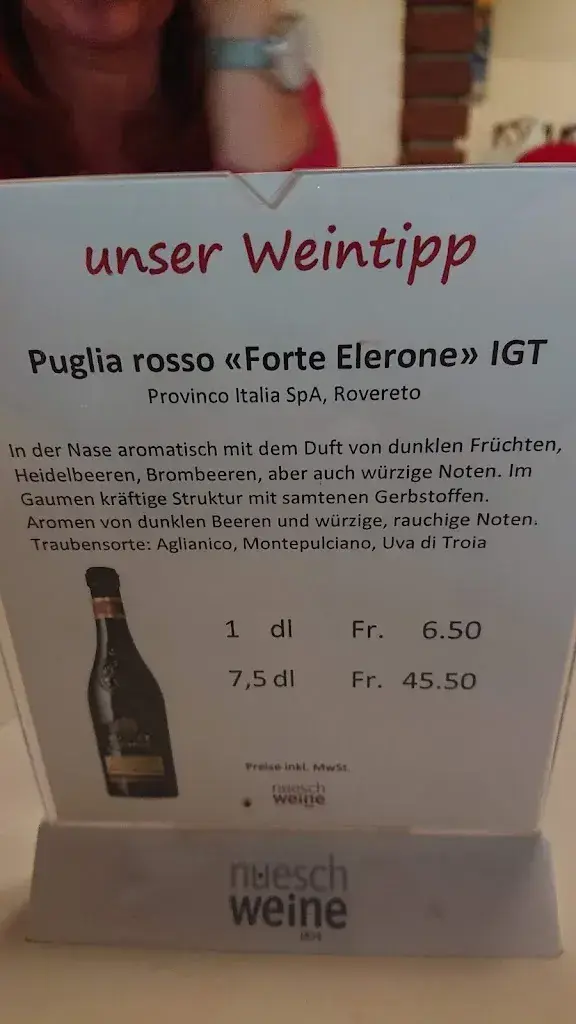 unser Weintipp
Puglia rosso «Forte Elerone» IGT
Provinco Italia SpA, Rovereto
In der Nase aromatisch mit dem Duft von dunklen Früchten,
Heidelbeeren, Brombeeren, aber auch würzige Noten. Im
Gaumen kräftige Struktur mit samtenen Gerbstoffen.
Aromen von dunklen Beeren und würzige, rauchige Noten.
Traubensorte: Aglianico, Montepulciano, Uva di Troia
1 dl Fr. 6.50
7,5 dl Fr. 45.50
Preise inkl. MwSt.
nüesch
weine
nüesch
weine